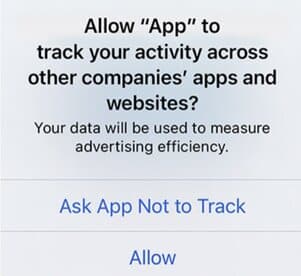 Allow “App” to
track your activity across
other companies’ apps and
websites?
Your data will be used to measure
advertising efficiency.
Ask App Not to Track
Allow